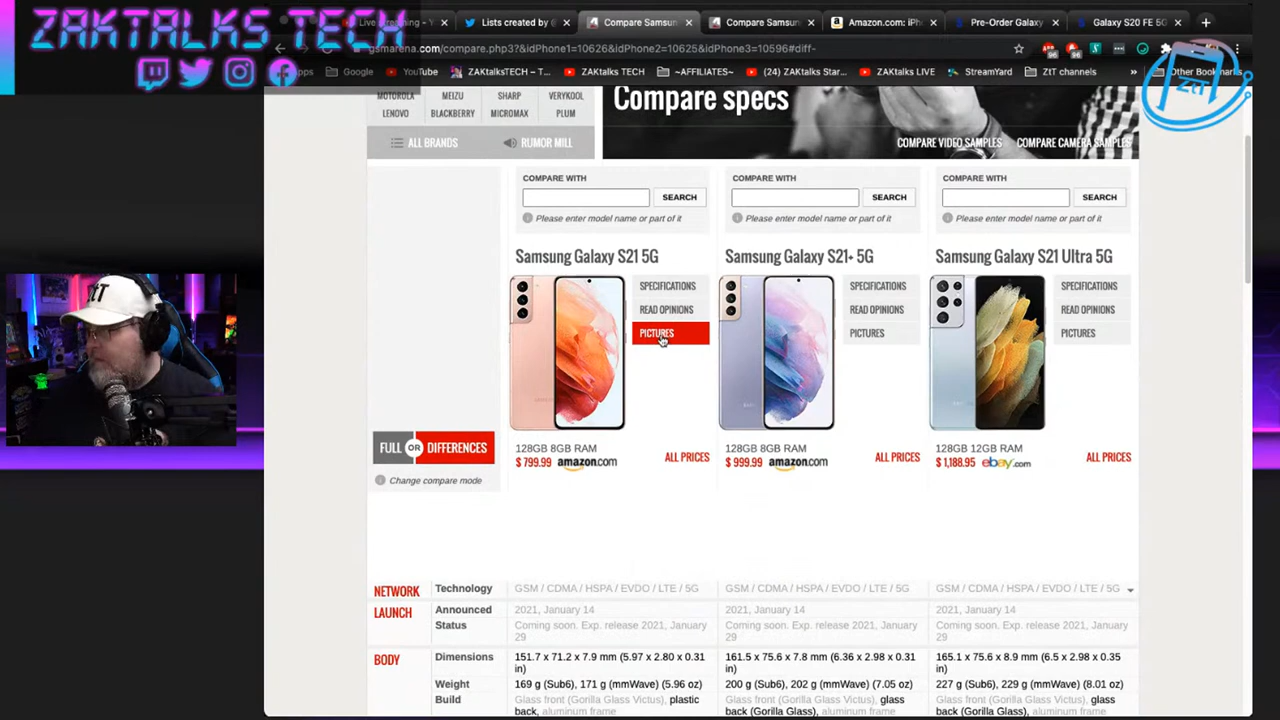 ZAKTALKS TECH
Live streaming - Y
Lists created by @
Compare Samsun
Compare Samsu
Amazon.com: iPh
Pre-Order Galaxy
Galaxy S20 FE 5G
gsmarena.com/compare.php3?&idPhone1=10626&idPhone2=10625&idPhone3=10596#diff-
Google
YouTube
ZAKtalksTECH – T...
ZAKtalks TECH
~AFFILIATES~
(24) ZAKtalks Star...
ZAKtalks LIVE
StreamYard
ZtT channels
Other Bookmarks
ZtT
MOTOROLA MEIZU SHARP VERYKOOL
LENOVO BLACKBERRY MICROMAX PLUM
ALL BRANDS RUMOR MILL
Compare specs
COMPARE VIDEO SAMPLES COMPARE CAMERA SAMPLES
COMPARE WITH COMPARE WITH COMPARE WITH
SEARCH SEARCH SEARCH
Please enter model name or part of it Please enter model name or part of it Please enter model name or part of it
Samsung Galaxy S21 5G Samsung Galaxy S21+ 5G Samsung Galaxy S21 Ultra 5G
SPECIFICATIONS SPECIFICATIONS SPECIFICATIONS
READ OPINIONS READ OPINIONS READ OPINIONS
PICTURES PICTURES PICTURES
FULL OR DIFFERENCES
Change compare mode
128GB 8GB RAM 128GB 8GB RAM 128GB 12GB RAM
$ 799.99 amazon.com ALL PRICES $ 999.99 amazon.com ALL PRICES $ 1,188.95 ebay.com ALL PRICES
NETWORK Technology GSM / CDMA / HSPA / EVDO / LTE / 5G GSM / CDMA / HSPA / EVDO / LTE / 5G GSM / CDMA / HSPA / EVDO / LTE / 5G
LAUNCH Announced 2021, January 14 2021, January 14 2021, January 14
Status Coming soon. Exp. release 2021, January 29 Coming soon. Exp. release 2021, January 29 Coming soon. Exp. release 2021, January 29
BODY Dimensions 151.7 x 71.2 x 7.9 mm (5.97 x 2.80 x 0.31 in) 161.5 x 75.6 x 7.8 mm (6.36 x 2.98 x 0.31 in) 165.1 x 75.6 x 8.9 mm (6.5 x 2.98 x 0.35 in)
Weight 169 g (Sub6), 171 g (mmWave) (5.96 oz) 200 g (Sub6), 202 g (mmWave) (7.05 oz) 227 g (Sub6), 229 g (mmWave) (8.01 oz)
Build Glass front (Gorilla Glass Victus), plastic back, aluminum frame Glass front (Gorilla Glass Victus), glass back (Gorilla Glass), aluminum frame Glass front (Gorilla Glass Victus), glass back (Gorilla Glass), aluminum frame